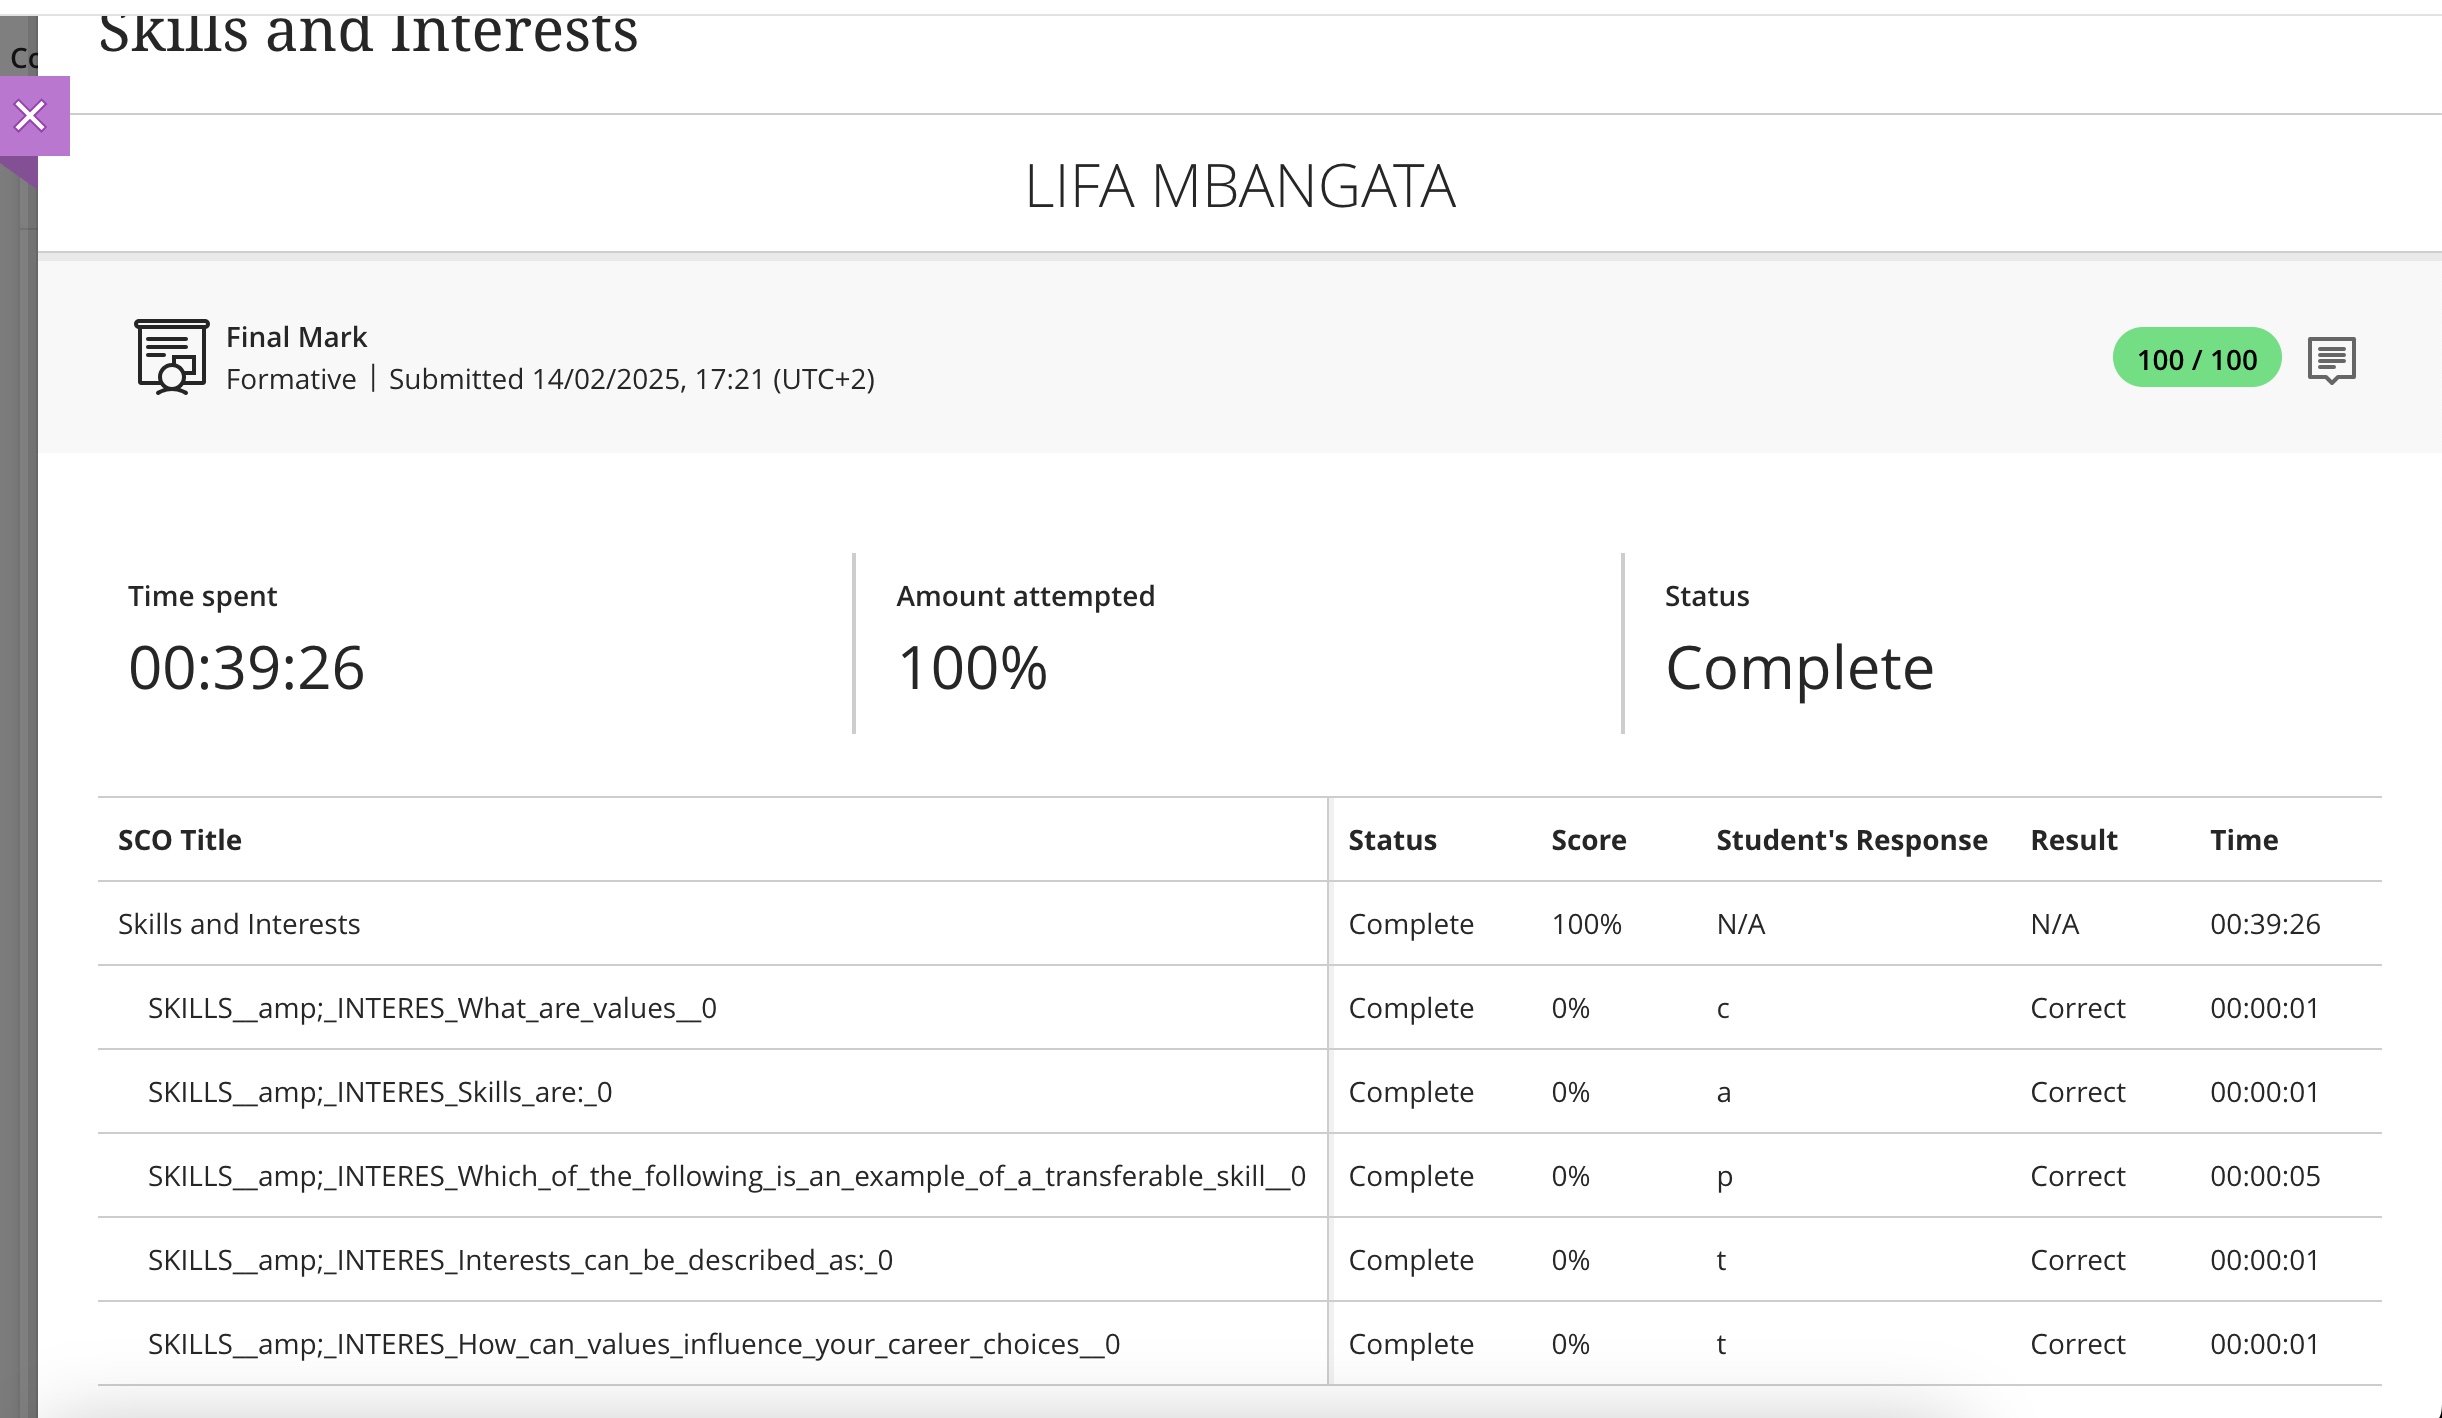 Skills and Interests
Co
LIFA MBANGATA
Final Mark
Formative | Submitted 14/02/2025, 17:21 (UTC+2)
100 / 100
Time spent
00:39:26
Amount attempted
100%
Status
Complete
SCO Title Status Score Student's Response Result Time
Skills and Interests Complete 100% N/A N/A 00:39:26
SKILLS__amp;_INTERES_What_are_values__0 Complete 0% c Correct 00:00:01
SKILLS__amp;_INTERES_Skills_are:_0 Complete 0% a Correct 00:00:01
SKILLS__amp;_INTERES_Which_of_the_following_is_an_example_of_a_transferable_skill__0 Complete 0% p Correct 00:00:05
SKILLS__amp;_INTERES_Interests_can_be_described_as:_0 Complete 0% t Correct 00:00:01
SKILLS__amp;_INTERES_How_can_values_influence_your_career_choices__0 Complete 0% t Correct 00:00:01